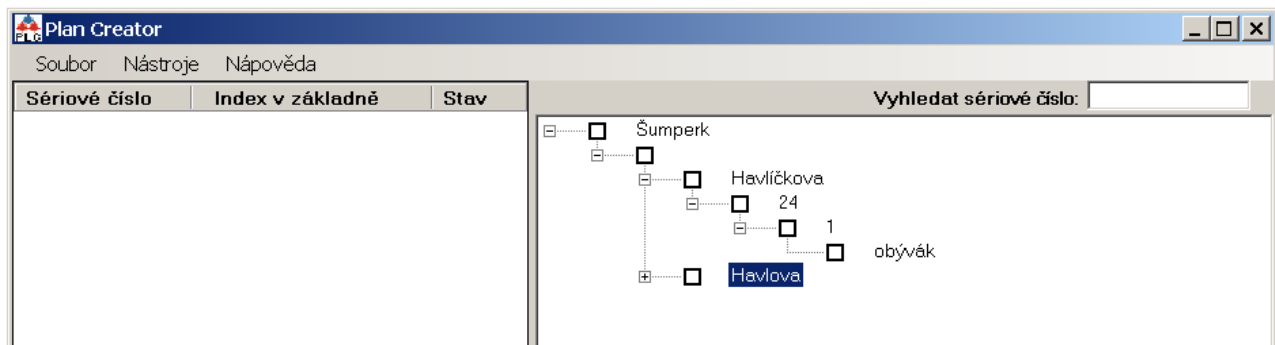 Plan Creator
Soubor Nástroje Nápověda
Sériové číslo Index v základně Stav
Vyhledat sériové číslo:
Šumperk
Havlíčkova
24
1
obývák
Havlova